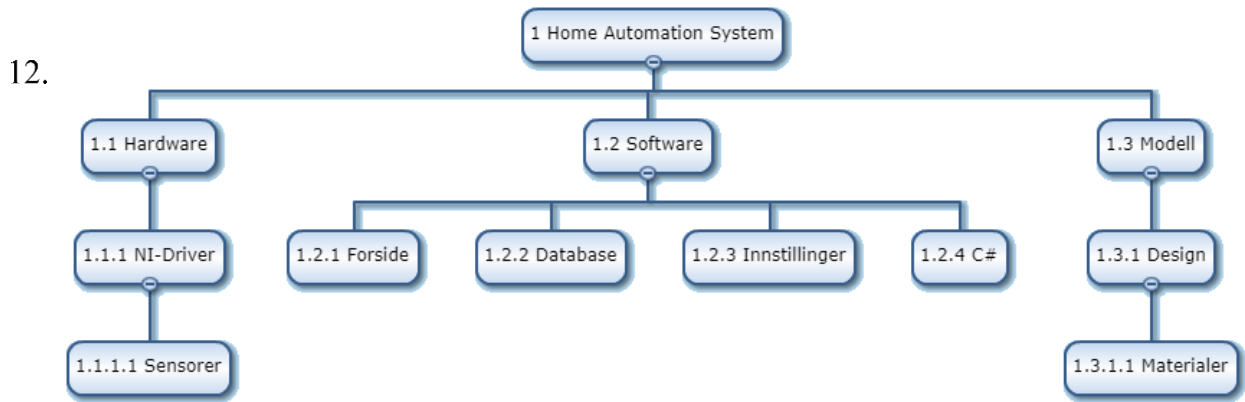 1 Home Automation System
12.
1.1 Hardware
1.2 Software
1.3 Modell
1.1.1 NI-Driver
1.2.1 Forside
1.2.2 Database
1.2.3 Innstillinger
1.2.4 C#
1.3.1 Design
1.1.1.1 Sensorer
1.3.1.1 Materialer